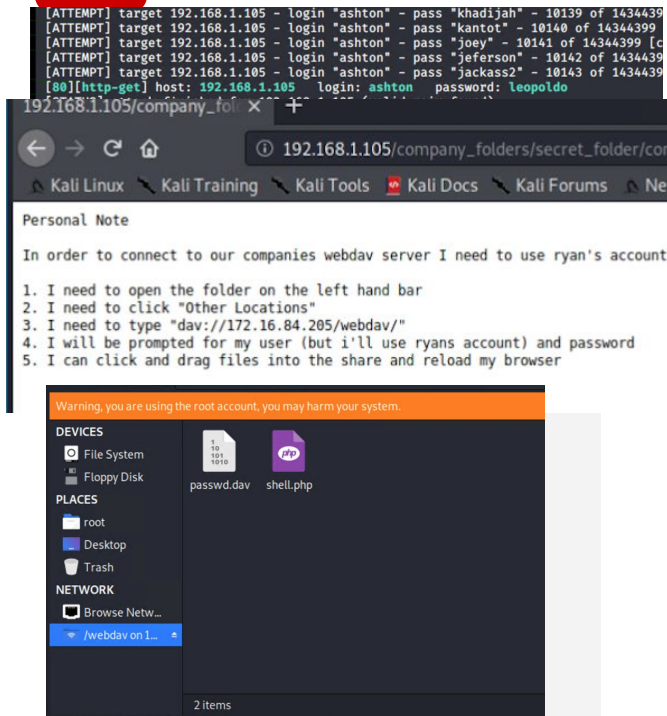 [ATTEMPT] target 192.168.1.105 - login "ashton" - pass "khadijah" - 10139 of 1434439
[ATTEMPT] target 192.168.1.105 - login "ashton" - pass "kantot" - 10140 of 14344399
[ATTEMPT] target 192.168.1.105 - login "ashton" - pass "joey" - 10141 of 14344399 [c
[ATTEMPT] target 192.168.1.105 - login "ashton" - pass "jeferson" - 10142 of 1434439
[ATTEMPT] target 192.168.1.105 - login "ashton" - pass "jackass2" - 10143 of 1434439
[80][http-get] host: 192.168.1.105 login: ashton password: leopoldo
192.168.1.105/company_fol
192.168.1.105/company_folders/secret_folder/co
Kali Linux Kali Training Kali Tools Kali Docs Kali Forums Ne
Personal Note
In order to connect to our companies webdav server I need to use ryan's account
1. I need to open the folder on the left hand bar
2. I need to click "Other Locations"
3. I need to type "dav://172.16.84.205/webdav/"
4. I will be prompted for my user (but i'll use ryans account) and password
5. I can click and drag files into the share and reload my browser
Warning, you are using the root account, you may harm your system.
DEVICES
File System
Floppy Disk
PLACES
root
Desktop
Trash
NETWORK
Browse Netw...
/webdav on 1...
1
10
101
1010
php
passwd.dav shell.php
2 items